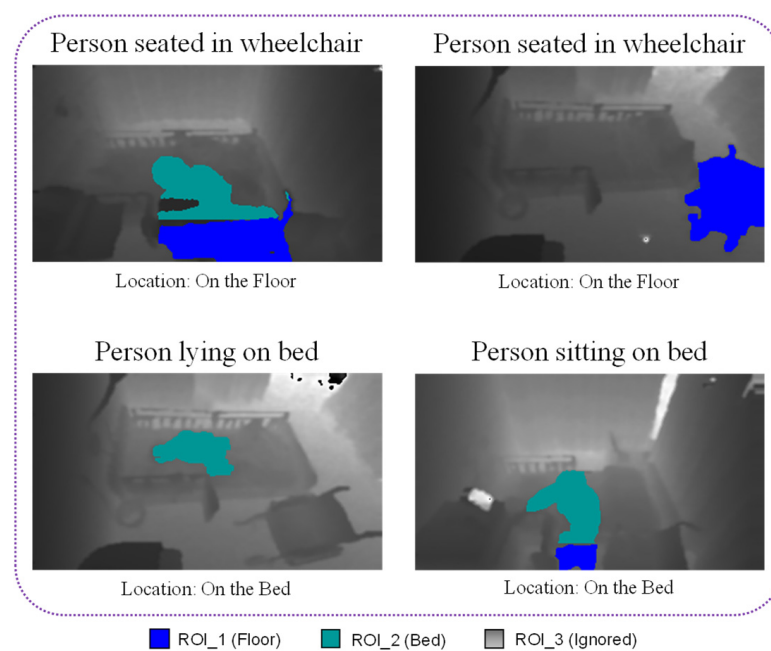 Person seated in wheelchair
Person seated in wheelchair
Location: On the Floor
Location: On the Floor
Person lying on bed
Person sitting on bed
Location: On the Bed
Location: On the Bed
ROI_1 (Floor)
ROI_2 (Bed)
ROI_3 (Ignored)